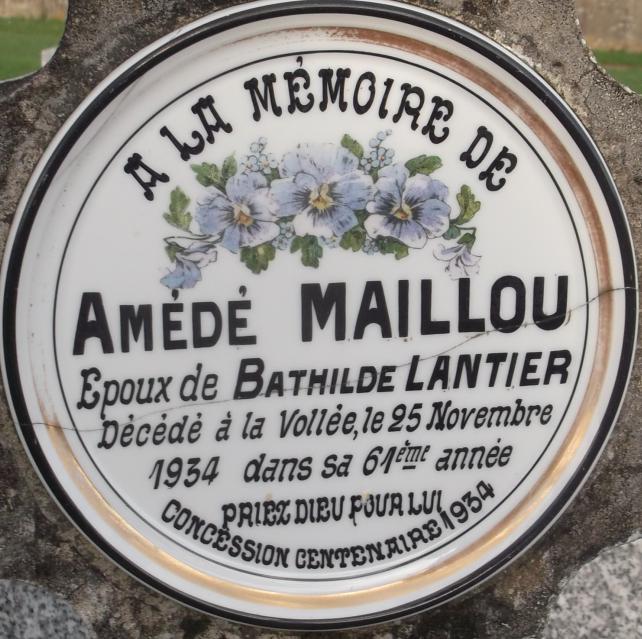 A LA MÉMOIRE DE
AMÉDÉ MAILLOU
Epoux de BATHILDE LANTIER
Décédé à la Vollée, le 25 Novembre
1934 dans sa 61ème année
PRIEZ DIEU POUR LUI
CONCESSION CENTENAIRE 1934